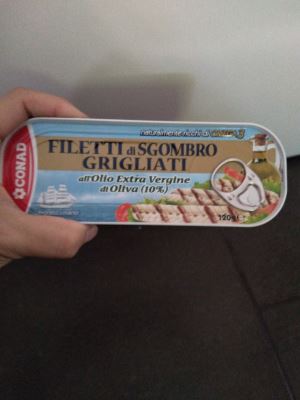 naturalmente ricchi di OMEGA 3
FILETTI di SGOMBRO
GRIGLIATI
all'Olio Extra Vergine
di Oliva (10%)
CONAD
120g e